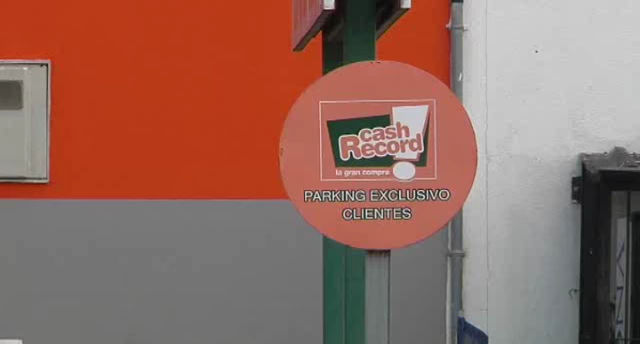 cash
Record!
la gran compra
PARKING EXCLUSIVO
CLIENTES